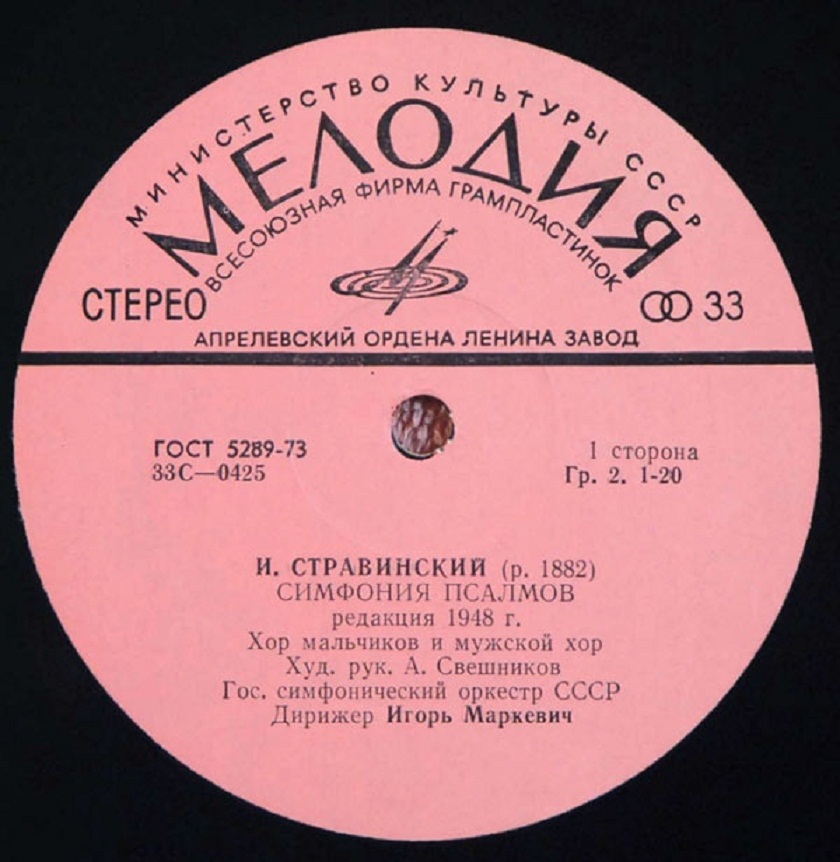 МИНИСТЕРСТВО КУЛЬТУРЫ СССР
МЕЛОДИЯ
ВСЕСОЮЗНАЯ ФИРМА ГРАМПЛАСТИНОК
СТЕРЕО
33
АПРЕЛЕВСКИЙ ОРДЕНА ЛЕНИНА ЗАВОД
ГОСТ 5289-73
33С—0425
1 сторона
Гр. 2. 1-20
И. СТРАВИНСКИЙ (р. 1882)
СИМФОНИЯ ПСАЛМОВ
редакция 1948 г.
Хор мальчиков и мужской хор
Худ. рук. А. Свешников
Гос. симфонический оркестр СССР
Дирижер Игорь Маркевич